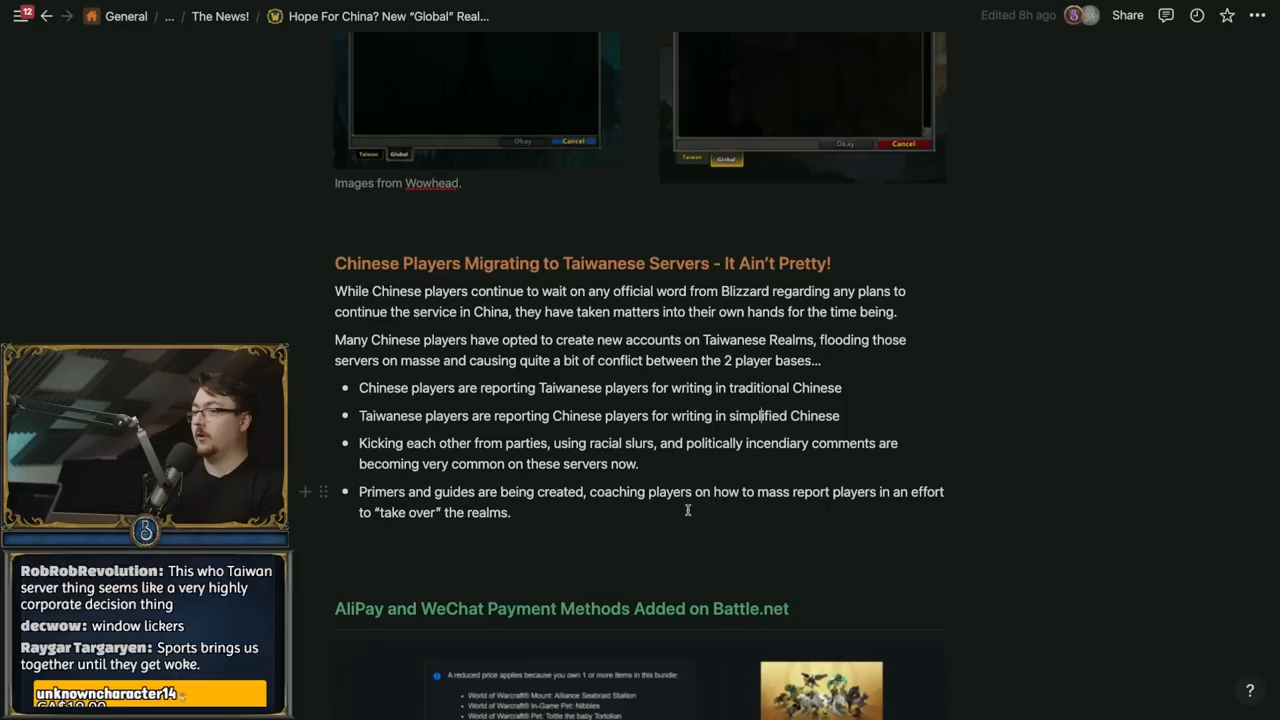 12
General / ... / The News! / Hope For China? New “Global” Real...
Edited 8h ago
Share
Okay
Cancel
Taiwan
Global
Okay
Cancel
Taiwan
Global
Images from Wowhead.
Chinese Players Migrating to Taiwanese Servers - It Ain’t Pretty!
While Chinese players continue to wait on any official word from Blizzard regarding any plans to
continue the service in China, they have taken matters into their own hands for the time being.
Many Chinese players have opted to create new accounts on Taiwanese Realms, flooding those
servers on masse and causing quite a bit of conflict between the 2 player bases...
Chinese players are reporting Taiwanese players for writing in traditional Chinese
Taiwanese players are reporting Chinese players for writing in simplified Chinese
Kicking each other from parties, using racial slurs, and politically incendiary comments are
becoming very common on these servers now.
Primers and guides are being created, coaching players on how to mass report players in an effort
to “take over” the realms.
AliPay and WeChat Payment Methods Added on Battle.net
A reduced price applies because you own 1 or more items in this bundle:
World of Warcraft® Mount: Alliance Seabraid Stallion
World of Warcraft® In-Game Pet: Nibbles
World of Warcraft® Pet: Tottle the baby Tortollan
RobRobRevolution: This who Taiwan
server thing seems like a very highly
corporate decision thing
decwow: window lickers
Raygar Targaryen: Sports brings us
together until they get woke.
unknowncharacter14
?